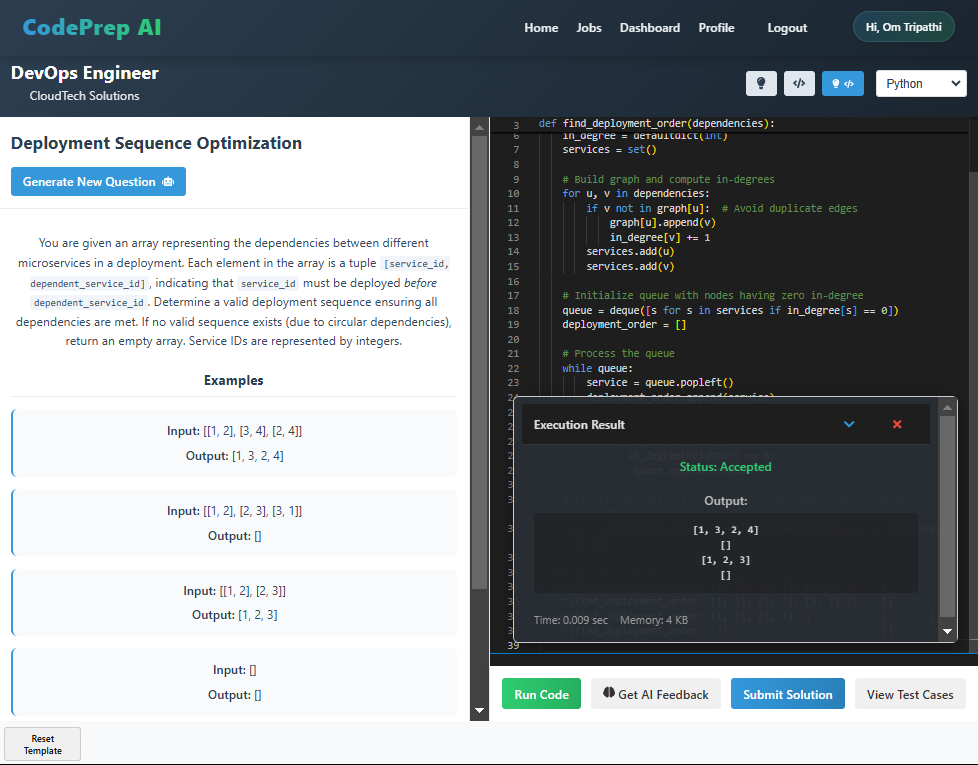 CodePrep AI
Home Jobs Dashboard Profile Logout Hi, Om Tripathi
DevOps Engineer
CloudTech Solutions
</> </> Python
Deployment Sequence Optimization
Generate New Question
You are given an array representing the dependencies between different
microservices in a deployment. Each element in the array is a tuple [service_id,
dependent_service_id], indicating that service_id must be deployed before
dependent_service_id. Determine a valid deployment sequence ensuring all
dependencies are met. If no valid sequence exists (due to circular dependencies),
return an empty array. Service IDs are represented by integers.
Examples
Input: [[1, 2], [3, 4], [2, 4]]
Output: [1, 3, 2, 4]
Input: [[1, 2], [2, 3], [3, 1]]
Output: []
Input: [[1, 2], [2, 3]]
Output: [1, 2, 3]
Input: []
Output: []
Reset
Template
3 def find_deployment_order(dependencies):
6 in_degree = defaultdict(int)
7 services = set()
8
9 # Build graph and compute in-degrees
10 for u, v in dependencies:
11 if v not in graph[u]: # Avoid duplicate edges
12 graph[u].append(v)
13 in_degree[v] += 1
14 services.add(u)
15 services.add(v)
16
17 # Initialize queue with nodes having zero in-degree
18 queue = deque([s for s in services if in_degree[s] == 0])
19 deployment_order = []
20
21 # Process the queue
22 while queue:
23 service = queue.popleft()
24 deployment_order.append(service)
Execution Result
Status: Accepted
Output:
[1, 3, 2, 4]
[]
[1, 2, 3]
[]
Time: 0.009 sec Memory: 4 KB
39
Run Code Get AI Feedback Submit Solution View Test Cases